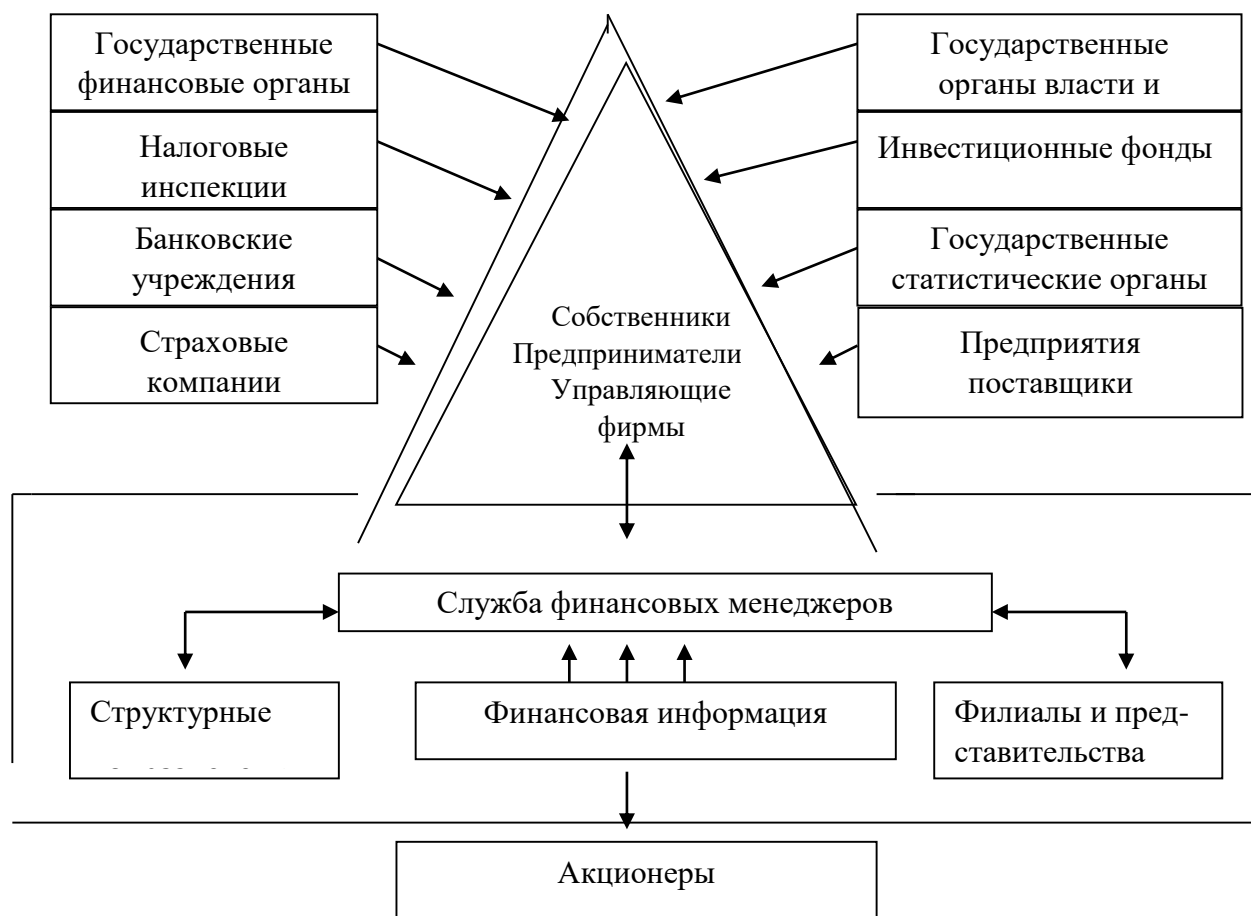 Государственные
финансовые органы
Налоговые
инспекции
Банковские
учреждения
Страховые
компании
Государственные
органы власти и
Инвестиционные фонды
Государственные
статистические органы
Предприятия
поставщики
Собственники
Предприниматели
Управляющие
фирмы
Служба финансовых менеджеров
Структурные
Финансовая информация
Филиалы и пред-
ставительства
Акционеры